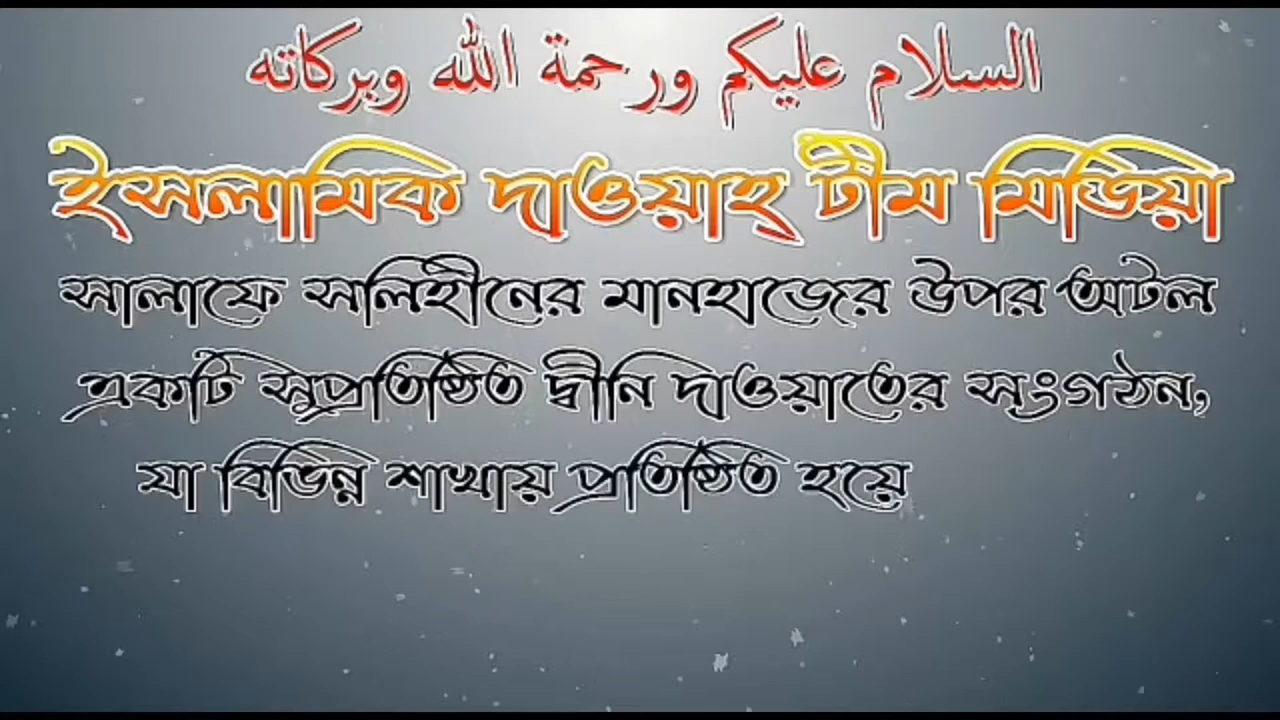 السلام عليكم ورحمة الله وبركاته
ইসলামিক দাওয়াহ্ টীম মিডিয়া
সালাফে সলিহীনের মানহাজের উপর অটল
একটি সুপ্রতিষ্ঠিত দ্বীনি দাওয়াতের সংগঠন,
যা বিভিন্ন শাখায় প্রতিষ্ঠিত হয়ে